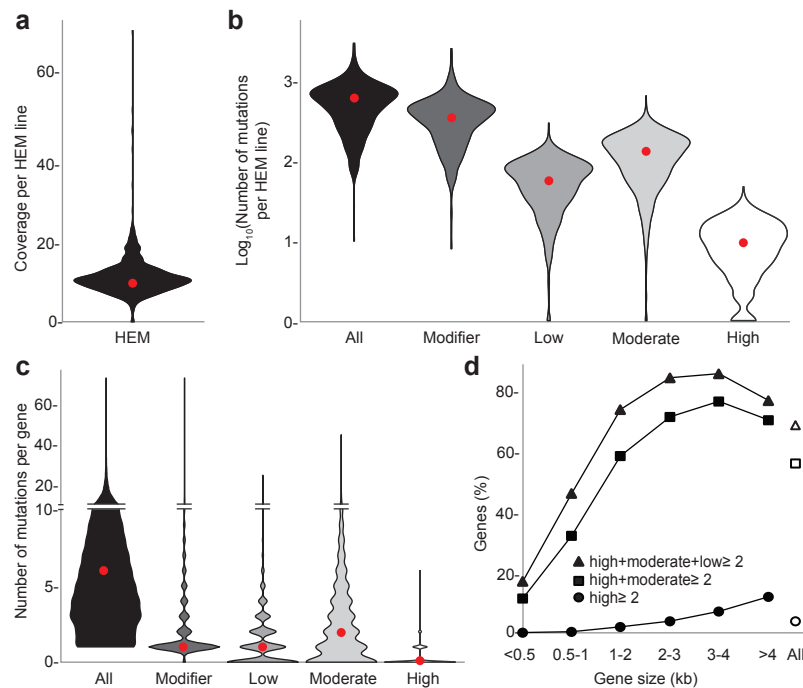 a
Coverage per HEM line
60-
40-
20-
0-
HEM
b
Log10(Number of mutations
per HEM line)
3-
2-
1-
0-
All Modifier Low Moderate High
c
Number of mutations per gene
60-
40-
20-
10-
5-
0-
All Modifier Low Moderate High
d
Genes (%)
80-
60-
40-
20-
0-
high+moderate+low≥ 2
high+moderate≥ 2
high≥ 2
<0.5 0.5-1 1-2 2-3 3-4 >4 All
Gene size (kb)